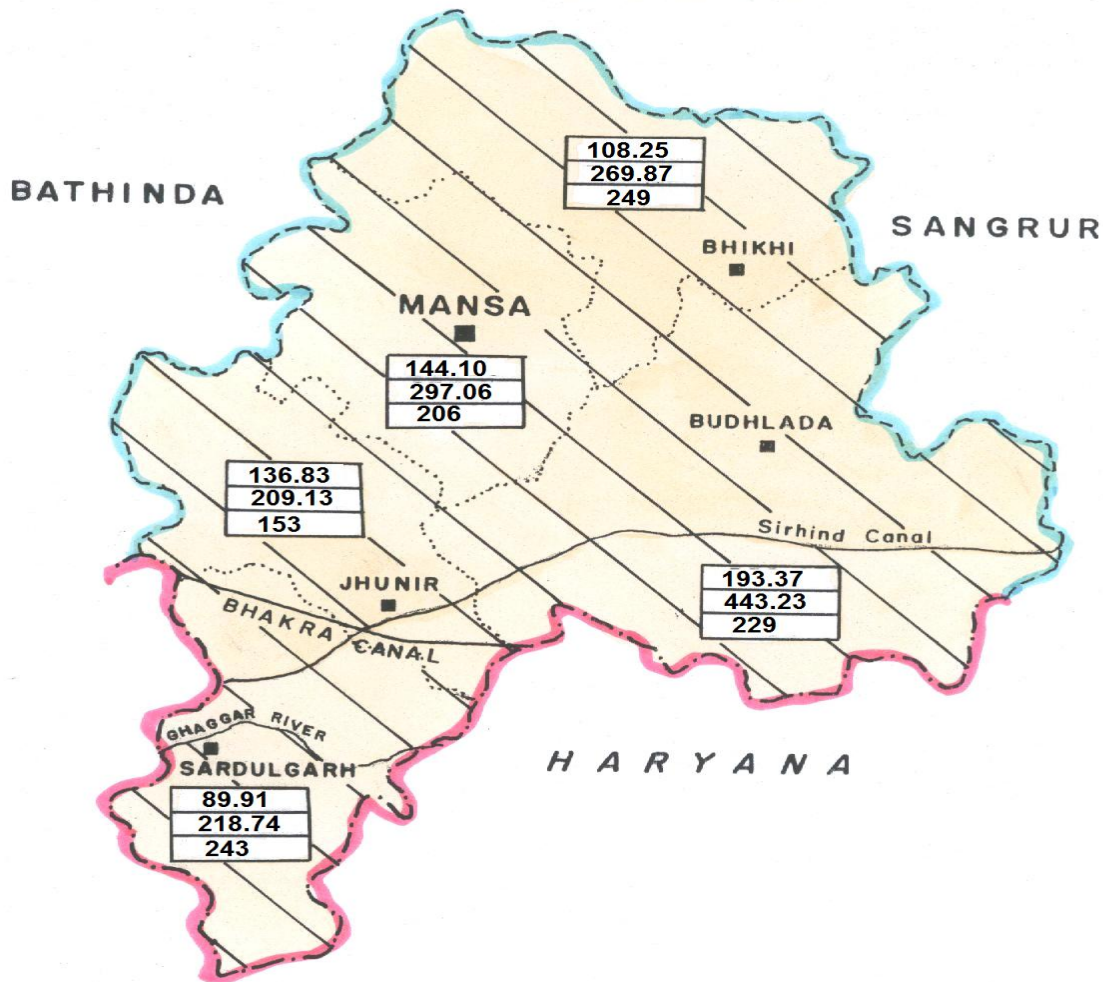 108.25
269.87
249
BATHINDA
SANGRUR
BHIKHI
MANSA
144.10
297.06
206
BUDHLADA
136.83
209.13
153
Sirhind Canal
193.37
443.23
229
JHUNIR
BHAKRA CANAL
GHAGGAR RIVER
HARYANA
SARDULGARH
89.91
218.74
243